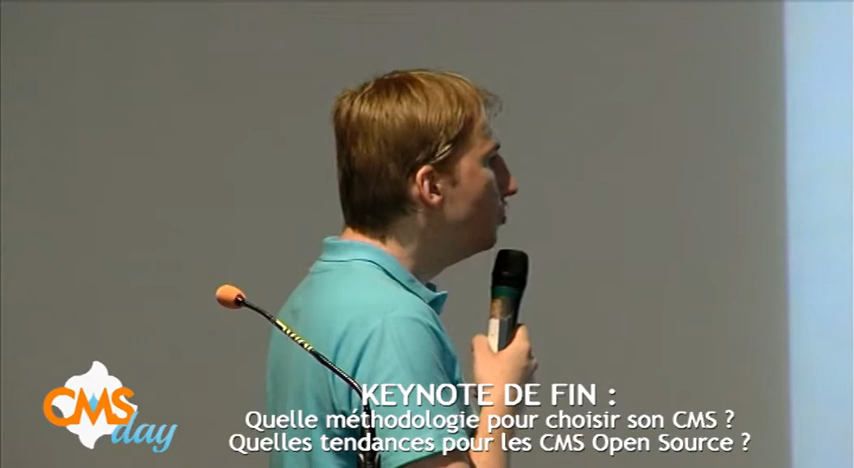 KEYNOTE DE FIN :
Quelle méthodologie pour choisir son CMS ?
Quelles tendances pour les CMS Open Source ?
CMS
day